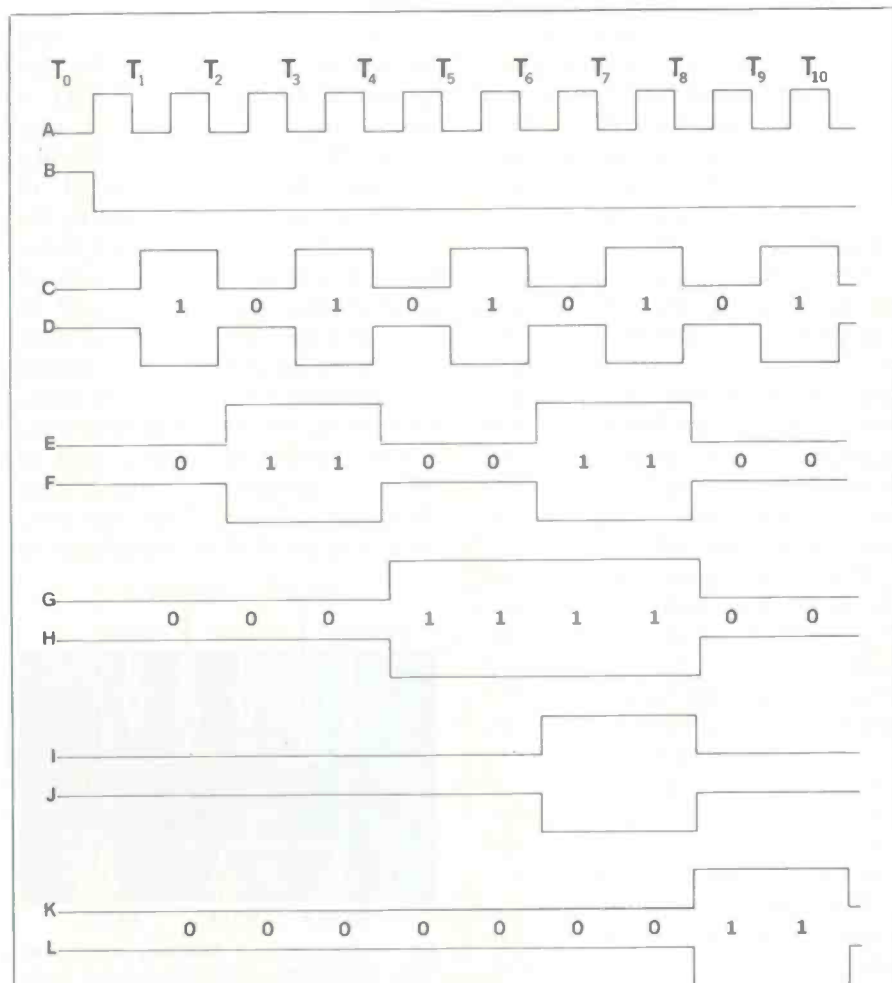 T₀ T₁ T₂ T₃ T₄ T₅ T₆ T₇ T₈ T₉ T₁₀
A
B
C
1 0 1 0 1 0 1 0 1
D
E
0 1 1 0 0 1 1 0 0
F
G
0 0 0 1 1 1 1 0 0
H
I
J
K
0 0 0 0 0 0 0 1 1
L